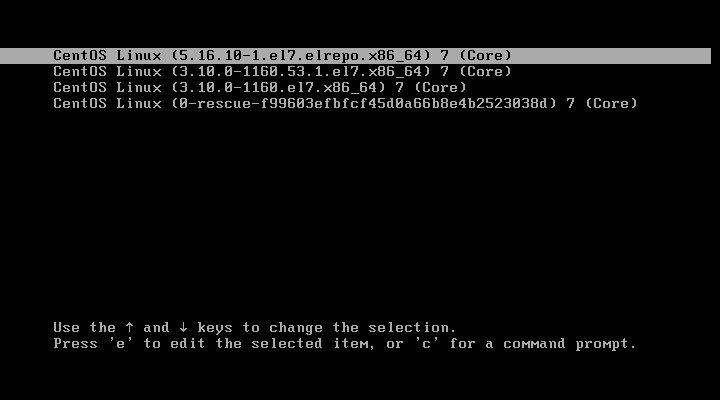 CentOS Linux (5.16.10-1.el7.elrepo.x86_64) 7 (Core)
CentOS Linux (3.10.0-1160.53.1.el7.x86_64) 7 (Core)
CentOS Linux (3.10.0-1160.el7.x86_64) 7 (Core)
CentOS Linux (0-rescue-f99603efbfcf45d0a66b8e4b2523038d) 7 (Core)
Use the ↑ and ↓ keys to change the selection.
Press 'e' to edit the selected item, or 'c' for a command prompt.